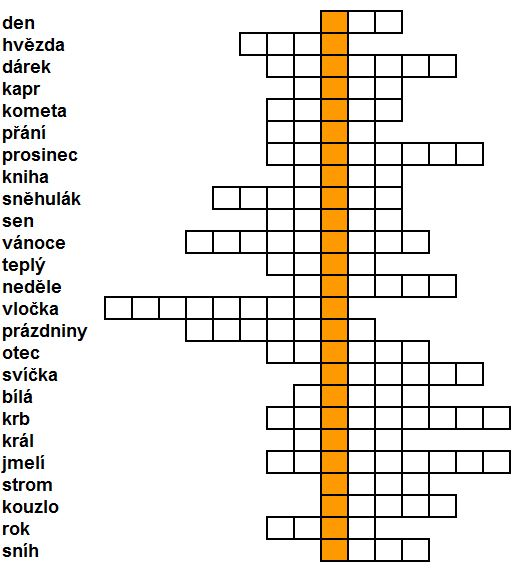 den
hvězda
dárek
kapr
kometa
přání
prosinec
kniha
sněhulák
sen
vánoce
teplý
neděle
vločka
prázdniny
otec
svíčka
bílá
krb
král
jmelí
strom
kouzlo
rok
sníh